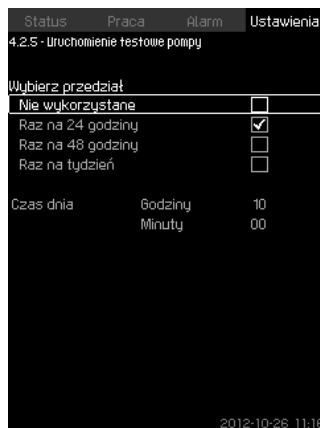 Status Praca Alarm Ustawienia
4.2.5 - Uruchomienie testowe pompy
Wybierz przedział
Nie wykorzystane
Raz na 24 godziny
Raz na 48 godziny
Raz na tydzień
Czas dnia Godziny 10
Minuty 00
2012-10-26 11:16